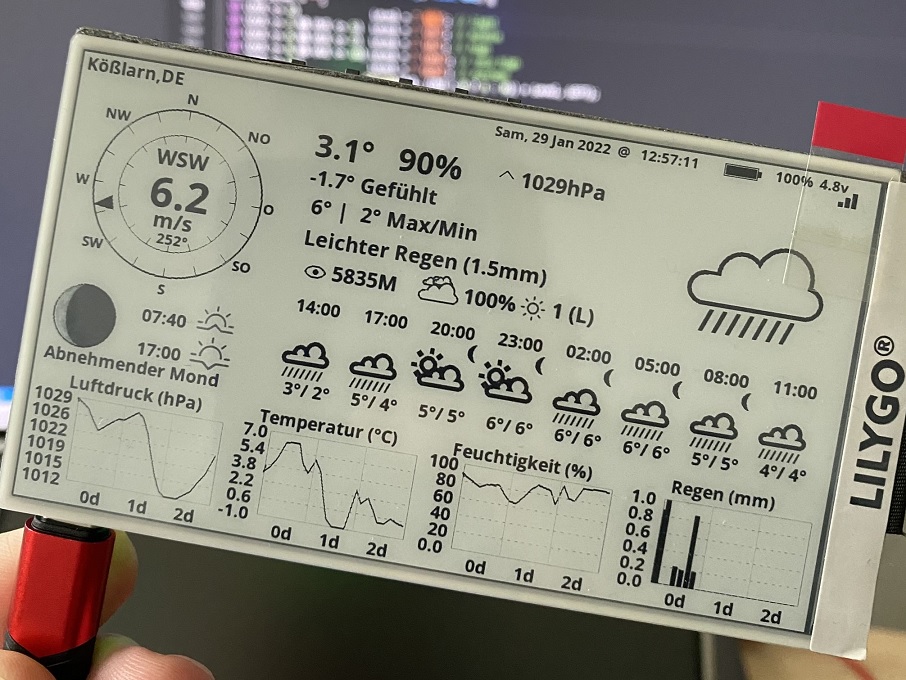 Kößlarn,DE
Sam, 29 Jan 2022 @ 12:57:11
100% 4.8v
N
NW
NO
W
O
SW
SO
S
WSW
6.2
m/s
252°
3.1° 90%
^ 1029hPa
-1.7° Gefühlt
6° | 2° Max/Min
Leichter Regen (1.5mm)
5835M
100%
1 (L)
07:40
17:00
Abnehmender Mond
14:00 17:00 20:00 23:00 02:00 05:00 08:00 11:00
3°/ 2° 5°/ 4° 5°/ 5° 6°/ 6° 6°/ 6° 6°/ 6° 5°/ 5° 4°/ 4°
Luftdruck (hPa)
1029
1026
1022
1019
1015
1012
0d 1d 2d
Temperatur (°C)
7.0
5.4
3.8
2.2
0.6
-1.0
0d 1d 2d
Feuchtigkeit (%)
100
80
60
40
20
0.0
0d 1d 2d
Regen (mm)
1.0
0.8
0.6
0.4
0.2
0.0
0d 1d 2d
LILYGO®